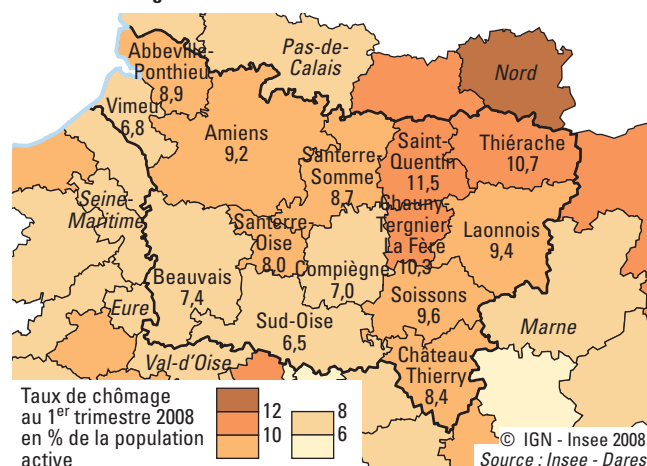 Abbeville-
Ponthieu
8,9
Pas-de-
Calais
Nord
Vimeu
6,8
Amiens
9,2
Santerre-
Somme
8,7
Saint-
Quentin
11,5
Thiérache
10,7
Seine-
Maritime
Santerre-
Oise
8,0
Chauny-
Tergnier
La Fère
10,3
Laonnois
9,4
Beauvais
7,4
Compiègne
7,0
Soissons
9,6
Eure
Sud-Oise
6,5
Marne
Val-d'Oise
Château
Thierry
8,4
Taux de chômage
au 1er trimestre 2008
en % de la population
active
12
10
8
6
© IGN - Insee 2008
Source : Insee - Dares